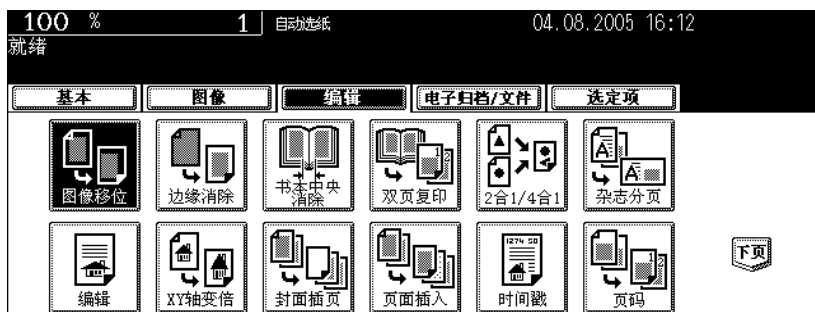 100 % 1 自动选纸 04.08.2005 16:12
就绪
基本 图像 编辑 电子归档/文件 选定项
图像移位 边缘消除 书本中央消除 双页复印 2合1/4合1 杂志分页
编辑 XY轴变倍 封面插页 页面插入 时间戳 页码 下页